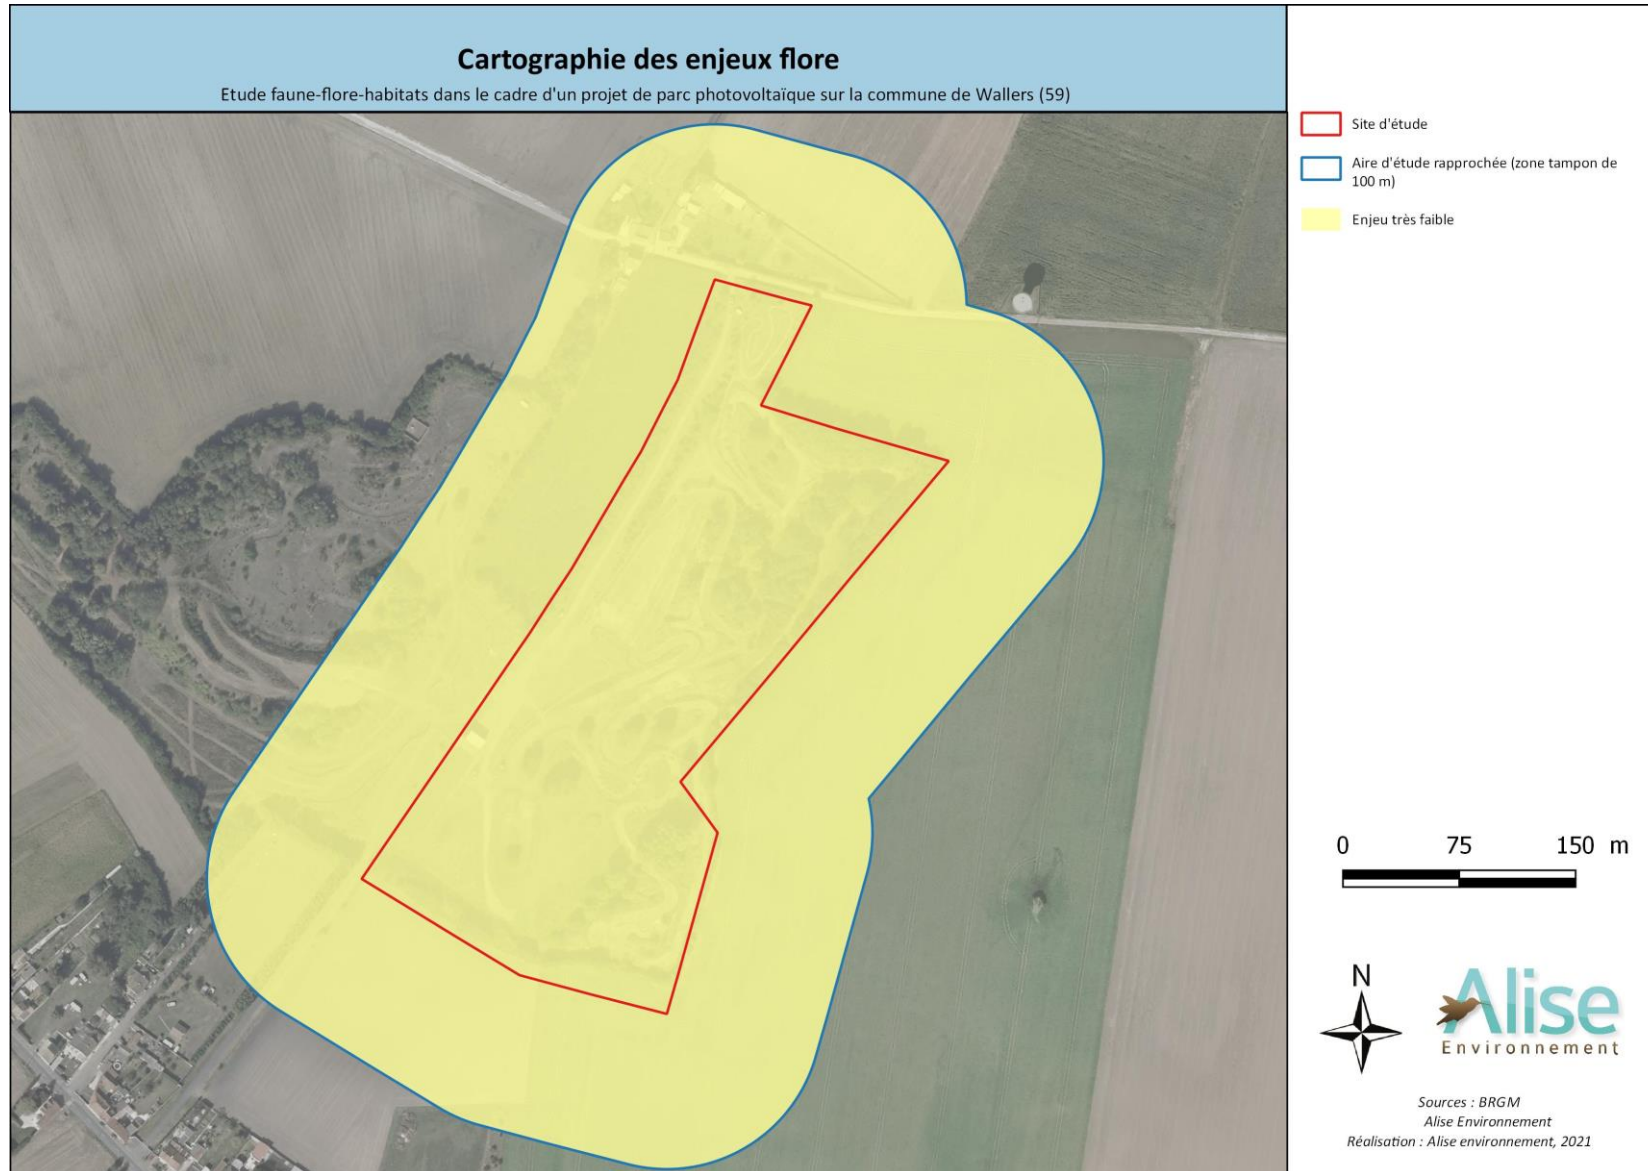 Cartographie des enjeux flore
Etude faune-flore-habitats dans le cadre d'un projet de parc photovoltaïque sur la commune de Wallers (59)
Site d'étude
Aire d'étude rapprochée (zone tampon de
100 m)
Enjeu très faible
0 75 150 m
N
Alise
Environnement
Sources : BRGM
Alise Environnement
Réalisation : Alise environnement, 2021